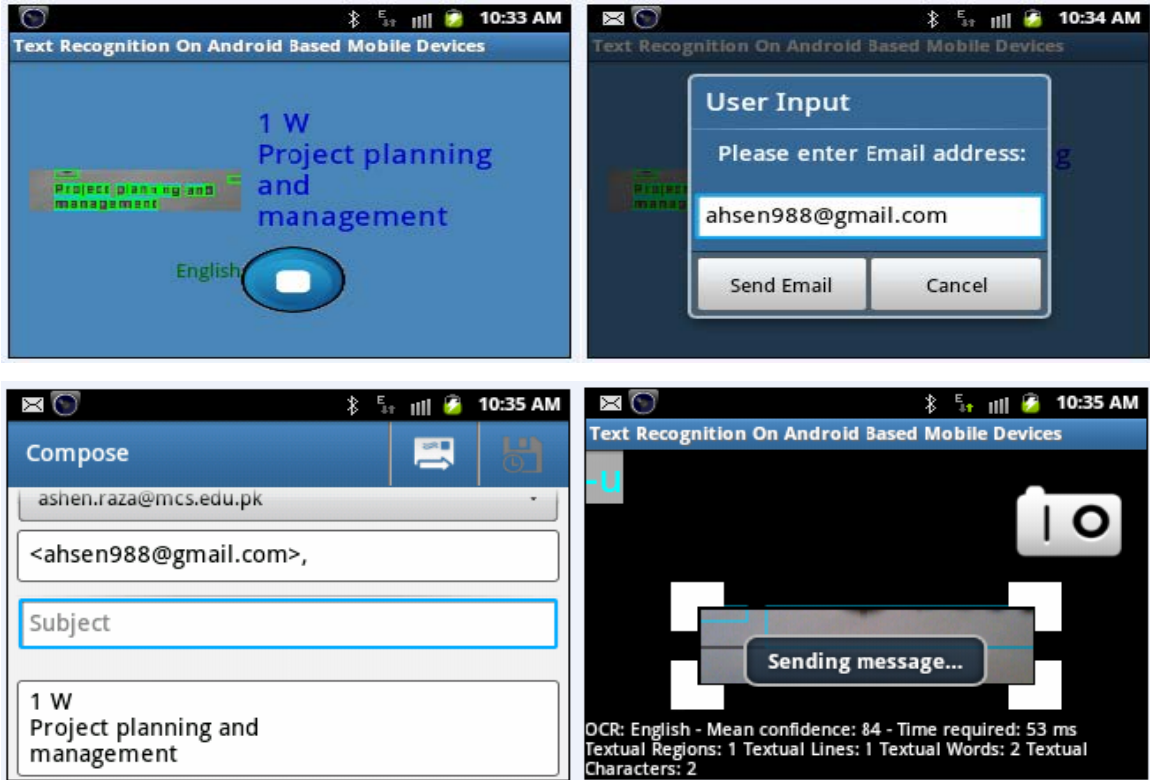 10:33 AM
Text Recognition On Android Based Mobile Devices
1 W
Project planning
and
management
Project planning and
management
English
10:34 AM
Text Recognition On Android Based Mobile Devices
User Input
Please enter Email address:
ahsen988@gmail.com
Send Email
Cancel
10:35 AM
Compose
ashen.raza@mcs.edu.pk
<ahsen988@gmail.com>,
Subject
1 W
Project planning and
management
10:35 AM
Text Recognition On Android Based Mobile Devices
-u
Sending message...
OCR: English - Mean confidence: 84 - Time required: 53 ms
Textual Regions: 1 Textual Lines: 1 Textual Words: 2 Textual
Characters: 2